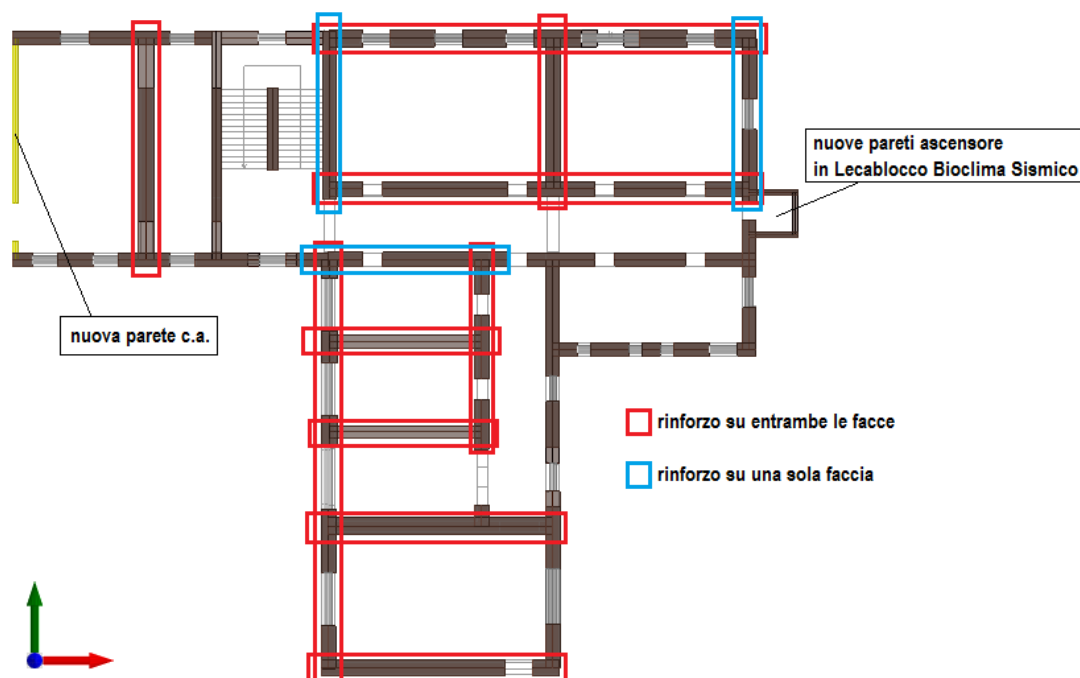 nuove pareti ascensore
in Lecablocco Bioclima Sismico
nuova parete c.a.
rinforzo su entrambe le facce
rinforzo su una sola faccia